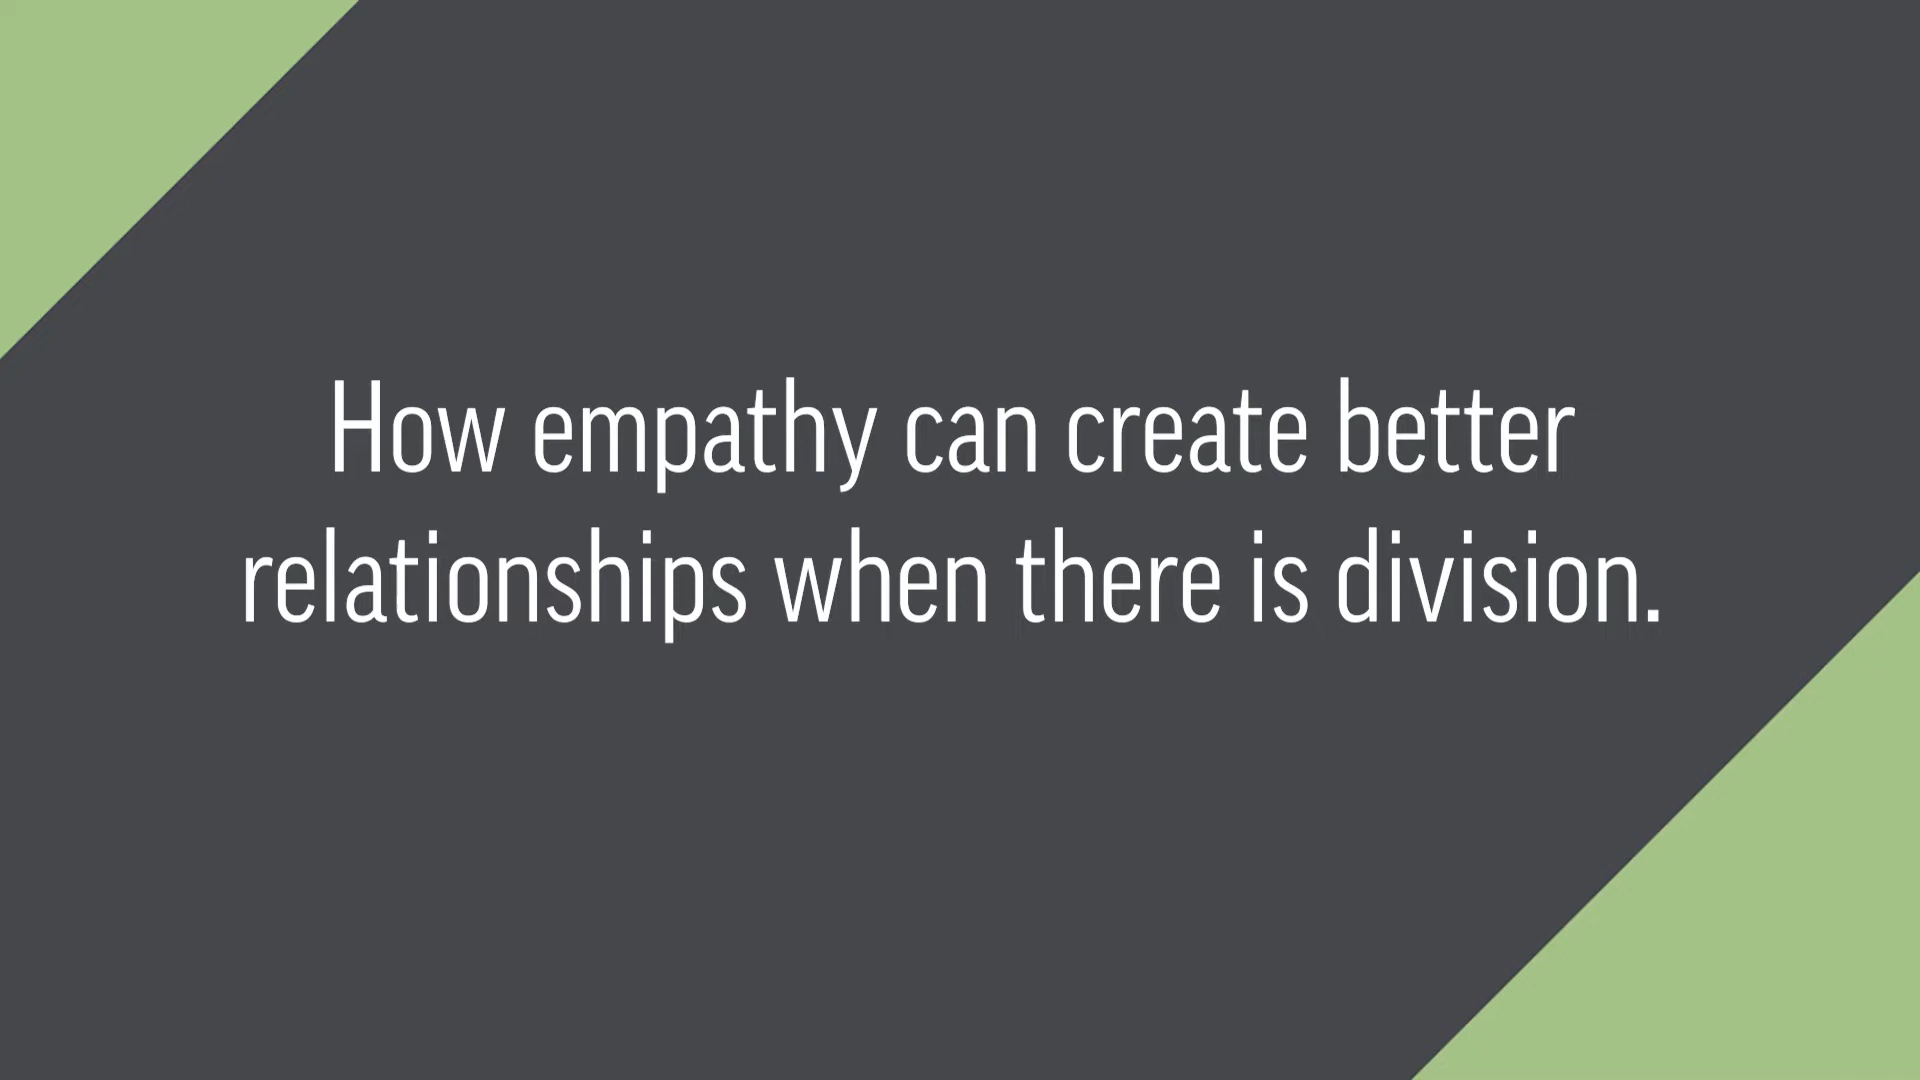 How empathy can create better
relationships when there is division.